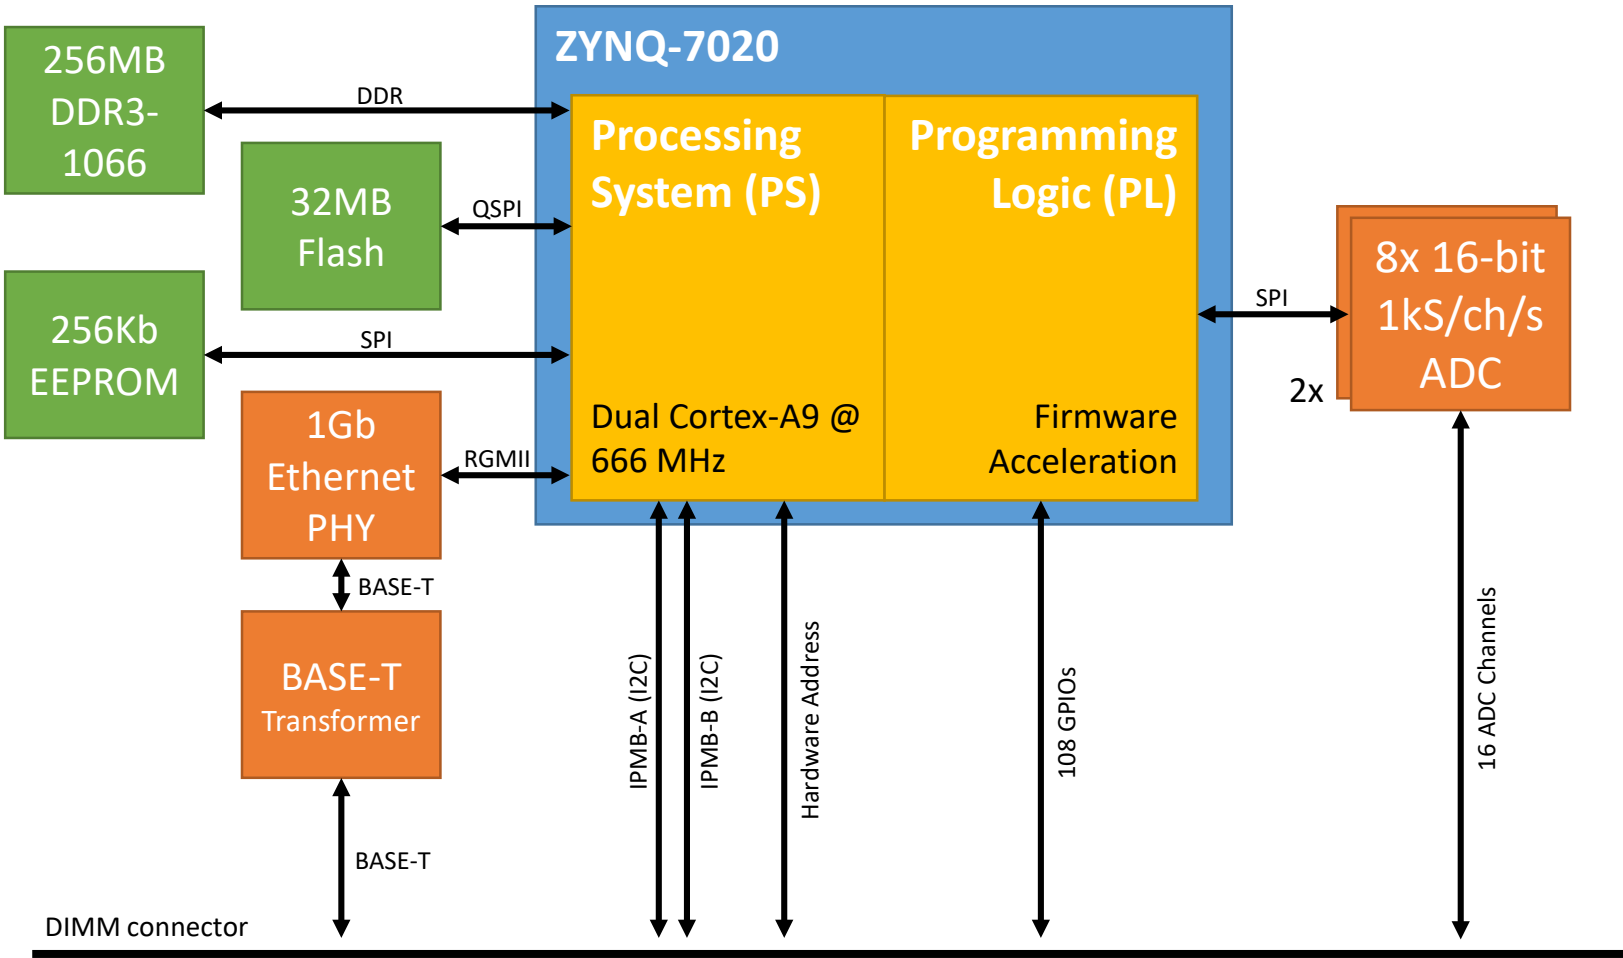 ZYNQ-7020
256MB
DDR3-
1066
DDR
Processing
System (PS)
Programming
Logic (PL)
32MB
Flash
QSPI
8x 16-bit
1kS/ch/s
ADC
SPI
2x
256Kb
EEPROM
SPI
Dual Cortex-A9 @
666 MHz
Firmware
Acceleration
1Gb
Ethernet
PHY
RGMII
BASE-T
BASE-T
Transformer
BASE-T
IPMB-A (I2C)
IPMB-B (I2C)
Hardware Address
108 GPIOs
16 ADC Channels
DIMM connector